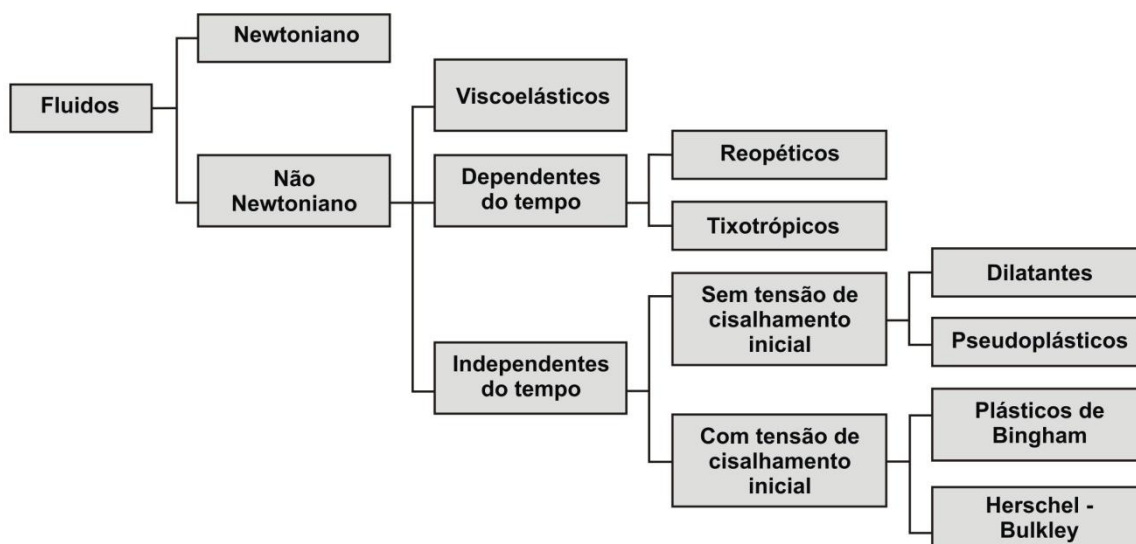 Fluidos
Newtoniano
Não
Newtoniano
Viscoelásticos
Dependentes
do tempo
Independentes
do tempo
Reopéticos
Tixotrópicos
Sem tensão de
cisalhamento
inicial
Com tensão de
cisalhamento
inicial
Dilatantes
Pseudoplásticos
Plásticos de
Bingham
Herschel -
Bulkley